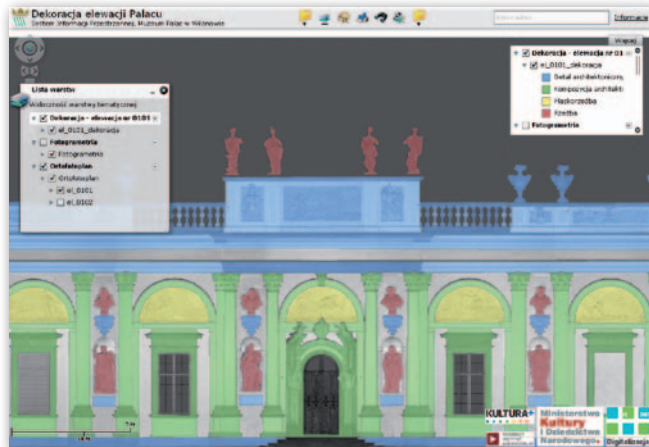 Dekoracja elewacji Pałacu
System Informacji Przestrzennej, Muzeum Pałac w Wilanowie
Informacje
Więcej
Lista warstw
Widoczność warstwy tematycznej
Dekoracja - elewacja nr 0101
el_0101_dekoracja
Fotogrametria
Fotogrametria
Ortofotoplan
Ortofotoplan
el_0101
el_0102
Dekoracja - elewacja nr 01
el_0101_dekoracja
Detal architektoniczny
Kompozycja architekt
Płaskorzeźba
Rzeźba
Fotogrametria
KULTURA+
Ministerstwo
Kultury
i Dziedzictwa
Narodowego.
Digitalizacja